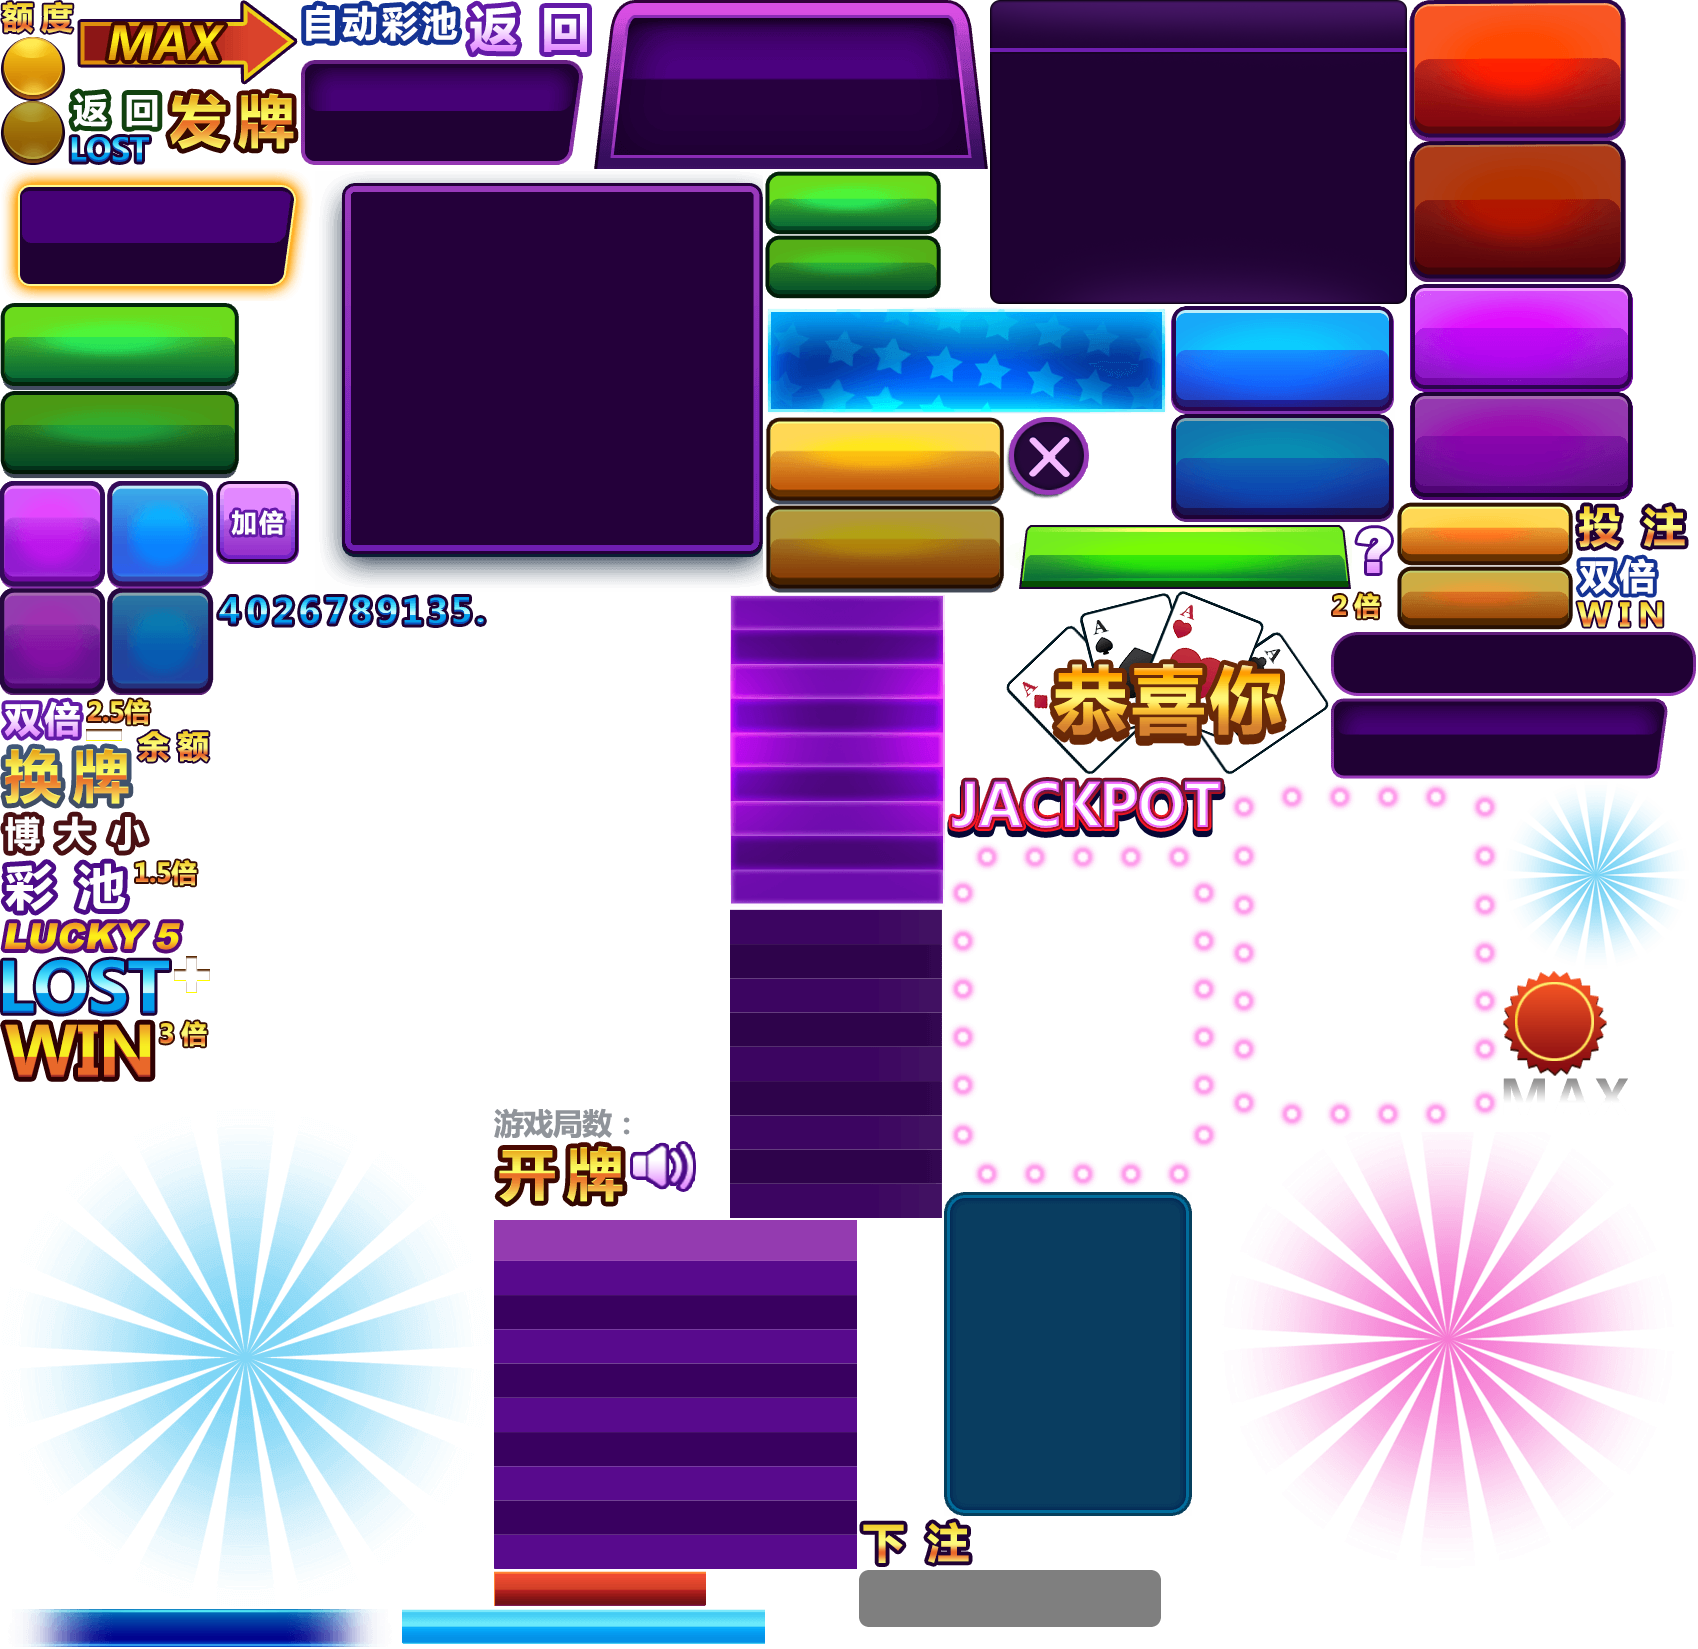 额度
MAX
自动彩池
返 回
返 回
LOST
发牌
加倍
投 注
双倍
WIN
2 倍
4026789135.
恭喜你
A
A
A
A
双倍
2.5倍
余 额
换牌
JACKPOT
博 大 小
彩 池
1.5倍
LUCKY 5
LOST
+
WIN
3 倍
MAX
游戏局数：
开牌
下 注